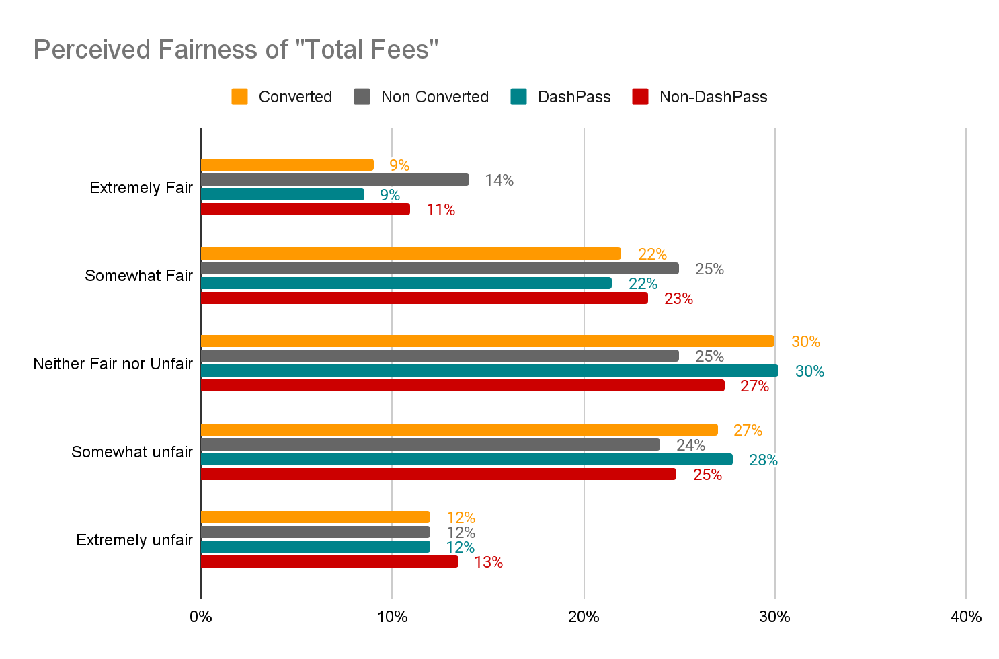 Perceived Fairness of "Total Fees"
Converted Non Converted DashPass Non-DashPass
Extremely Fair
9%
14%
9%
11%
Somewhat Fair
22%
25%
22%
23%
Neither Fair nor Unfair
30%
25%
30%
27%
Somewhat unfair
27%
24%
28%
25%
Extremely unfair
12%
12%
12%
13%
0% 10% 20% 30% 40%